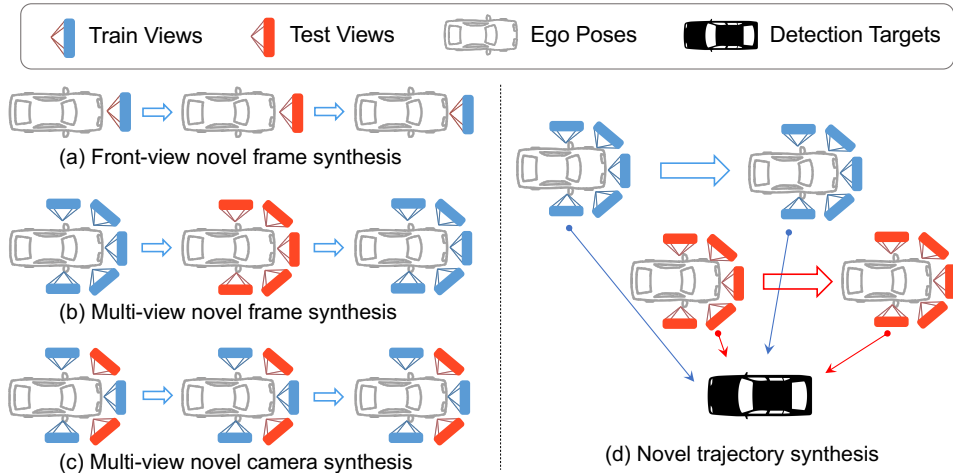 Train Views
Test Views
Ego Poses
Detection Targets
(a) Front-view novel frame synthesis
(b) Multi-view novel frame synthesis
(c) Multi-view novel camera synthesis
(d) Novel trajectory synthesis